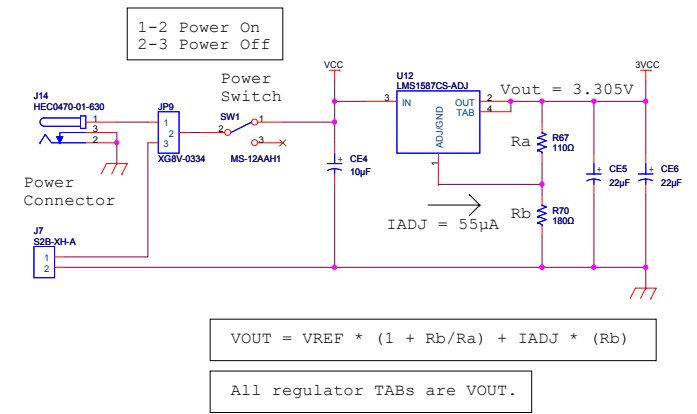 1-2 Power On
2-3 Power Off
J14
HEC0470-01-630
1
3
2
Power
Connector
J7
S2B-XH-A
1
2
JP9
1
2
3
XG8V-0334
Power
Switch
SW1
2
1
3
MS-12AAH1
VCC
CE4
10µF
U12
LMS1587CS-ADJ
3
IN
OUT
TAB
ADJ/GND
2
4
1
Vout = 3.305V
3VCC
Ra
R67
110Ω
Rb
R70
180Ω
IADJ = 55µA
CE5
22µF
CE6
22µF
VOUT = VREF * (1 + Rb/Ra) + IADJ * (Rb)
All regulator TABs are VOUT.